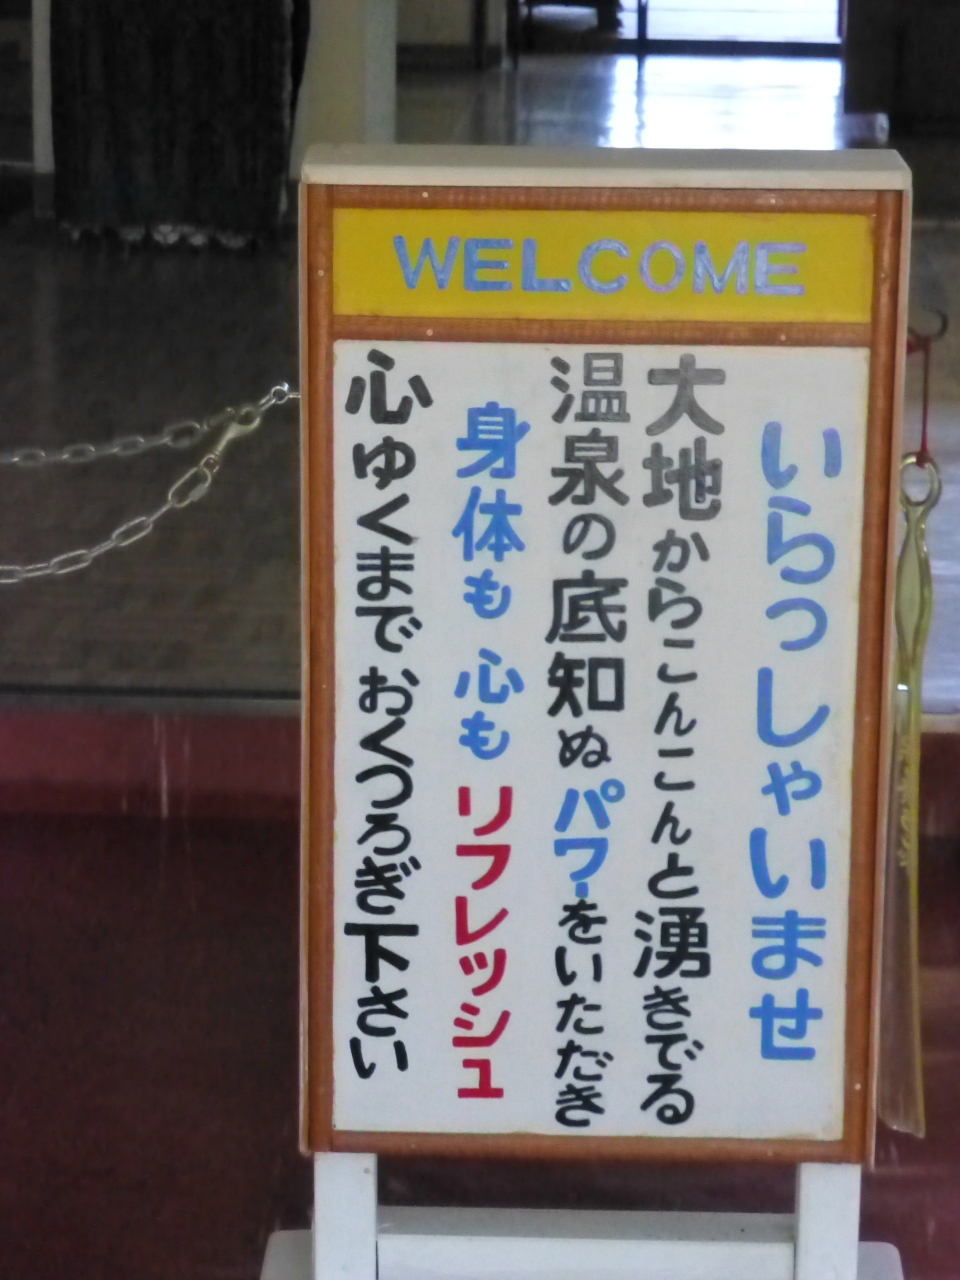 WELCOME
いらっしゃいませ
大地からこんこんと湧きでる
温泉の底知ぬパワーをいただき
身体も心もリフレッシュ
心ゆくまでおくつろぎ下さい